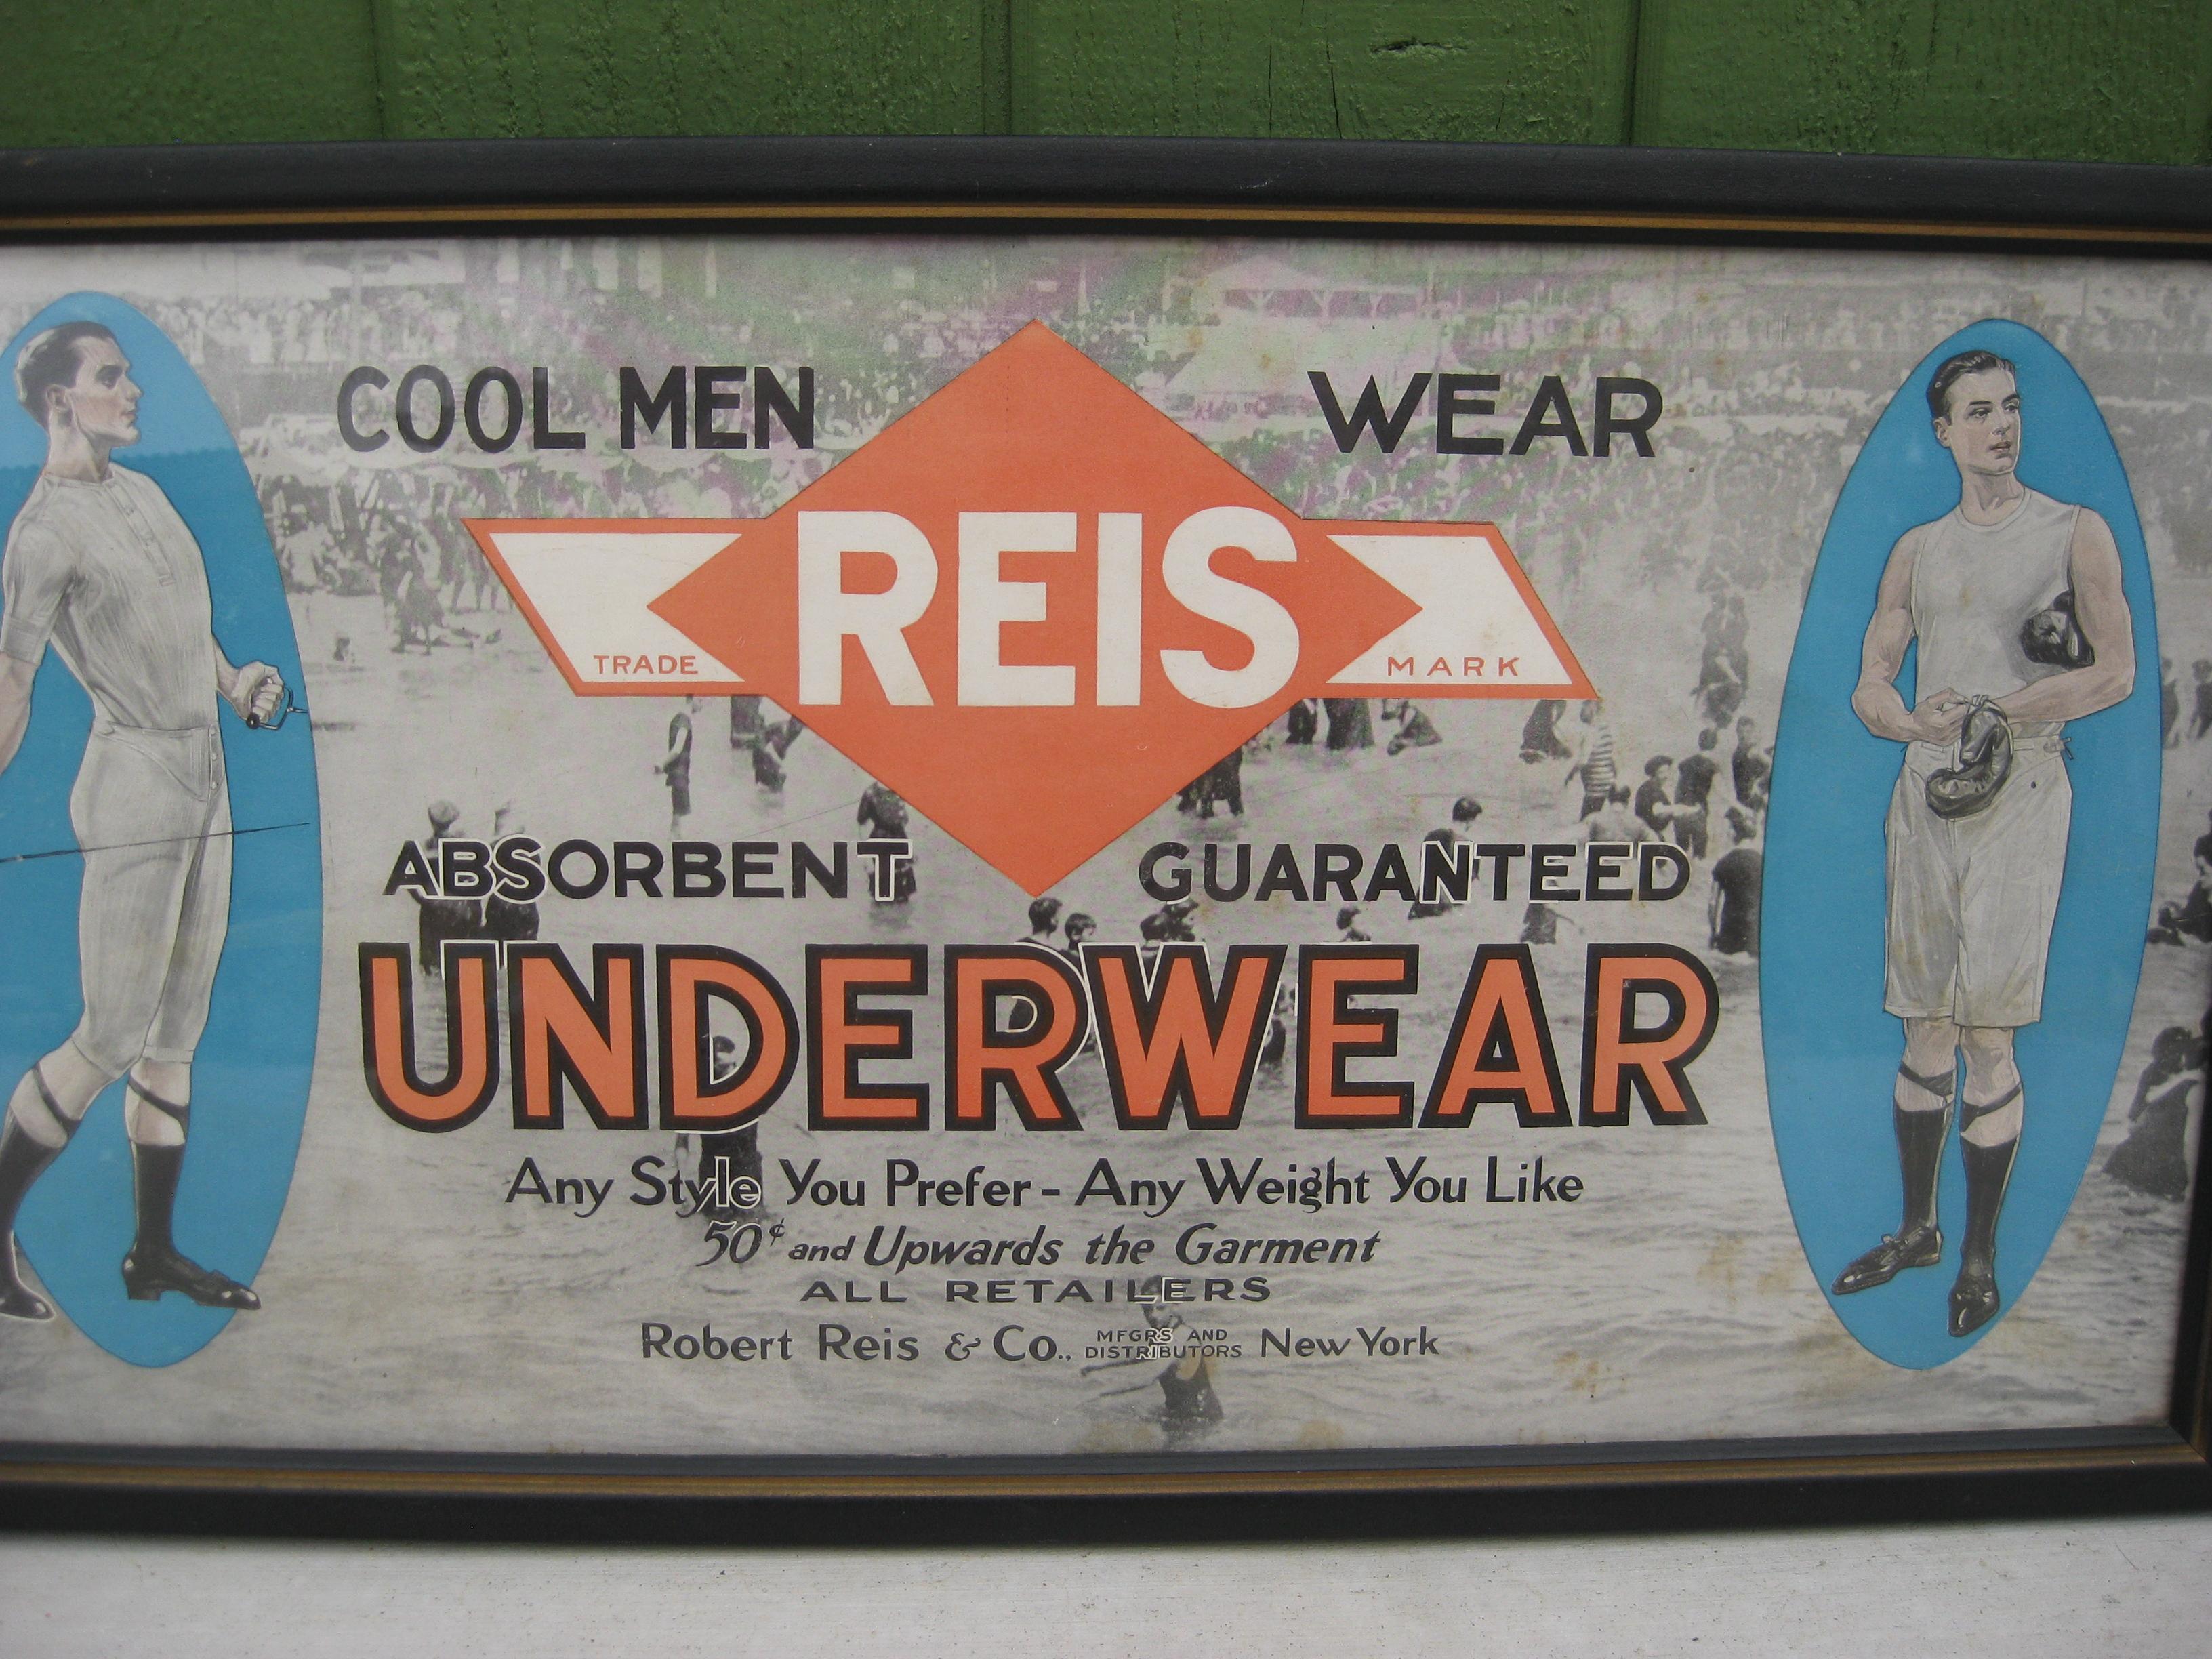 COOL MEN WEAR
REIS
TRADE MARK
ABSORBENT GUARANTEED
UNDERWEAR
Any Style You Prefer - Any Weight You Like
50¢ and Upwards the Garment
ALL RETAILERS
Robert Reis & Co., MFGRS AND DISTRIBUTORS New York